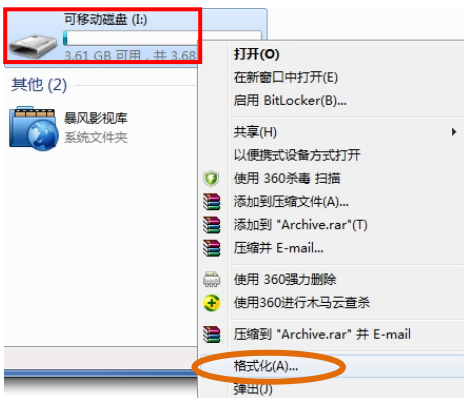 可移动磁盘 (I:)
3.61 GB 可用，共 3.68
其他 (2)
暴风影视库
系统文件夹
打开(O)
在新窗口中打开(E)
启用 BitLocker(B)...
共享(H)
以便携式设备方式打开
使用 360杀毒 扫描
添加到压缩文件(A)...
添加到 "Archive.rar"(T)
压缩并 E-mail...
使用 360强力删除
使用360进行木马云查杀
压缩到 "Archive.rar" 并 E-mail
格式化(A)...
弹出(J)